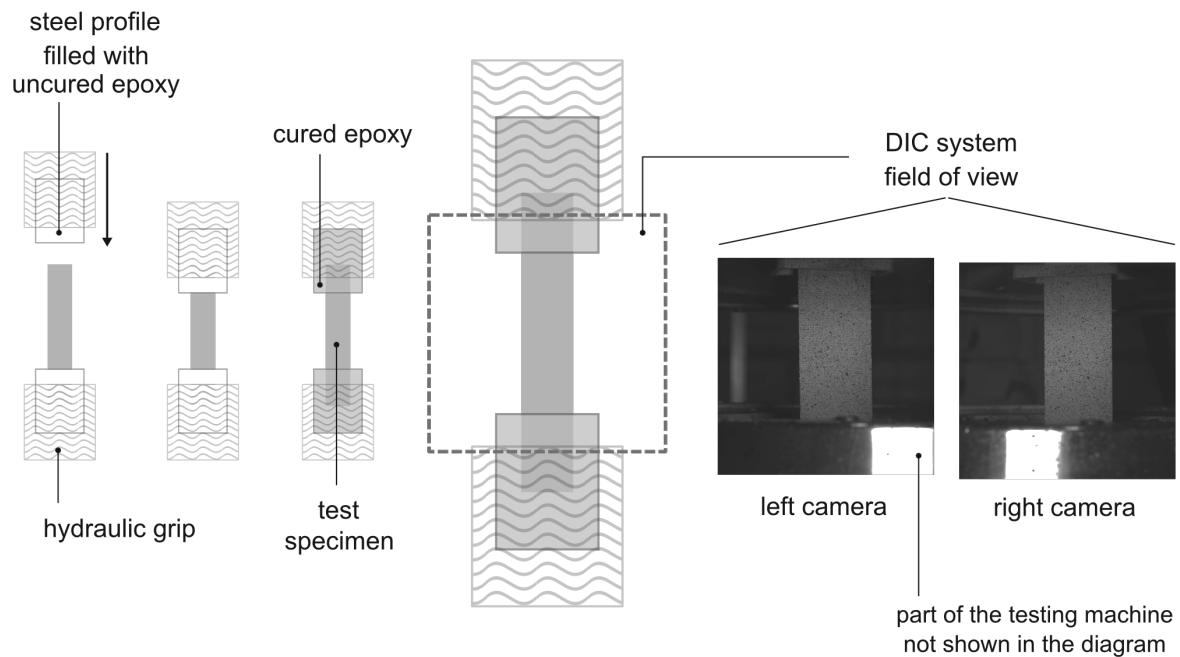 steel profile
filled with
uncured epoxy
cured epoxy
hydraulic grip
test
specimen
DIC system
field of view
left camera
right camera
part of the testing machine
not shown in the diagram